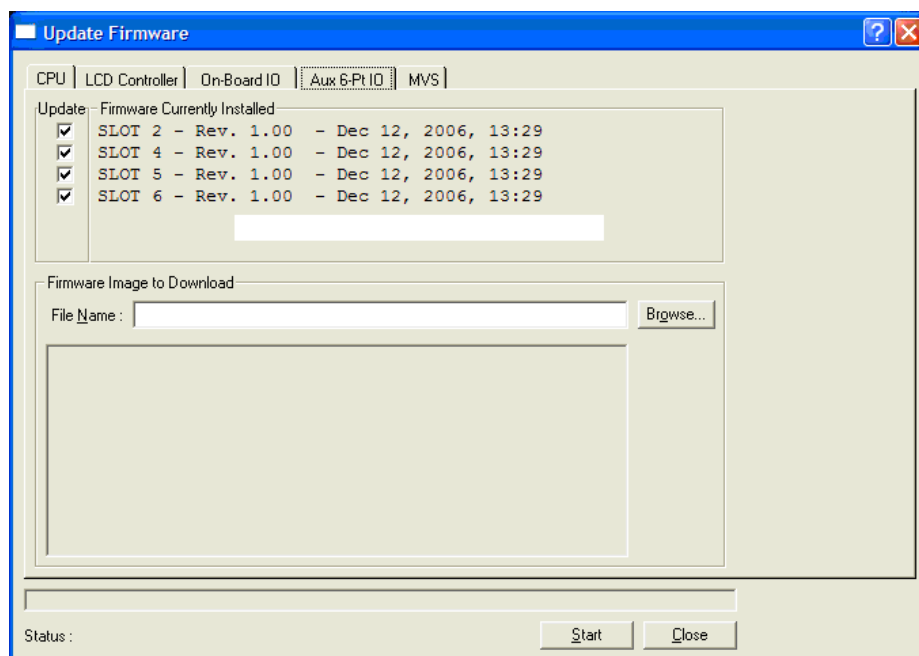 Update Firmware
CPU LCD Controller On-Board IO Aux 6-Pt IO MVS
Update Firmware Currently Installed
SLOT 2 - Rev. 1.00 - Dec 12, 2006, 13:29
SLOT 4 - Rev. 1.00 - Dec 12, 2006, 13:29
SLOT 5 - Rev. 1.00 - Dec 12, 2006, 13:29
SLOT 6 - Rev. 1.00 - Dec 12, 2006, 13:29
Firmware Image to Download
File Name : Browse...
Status : Start Close